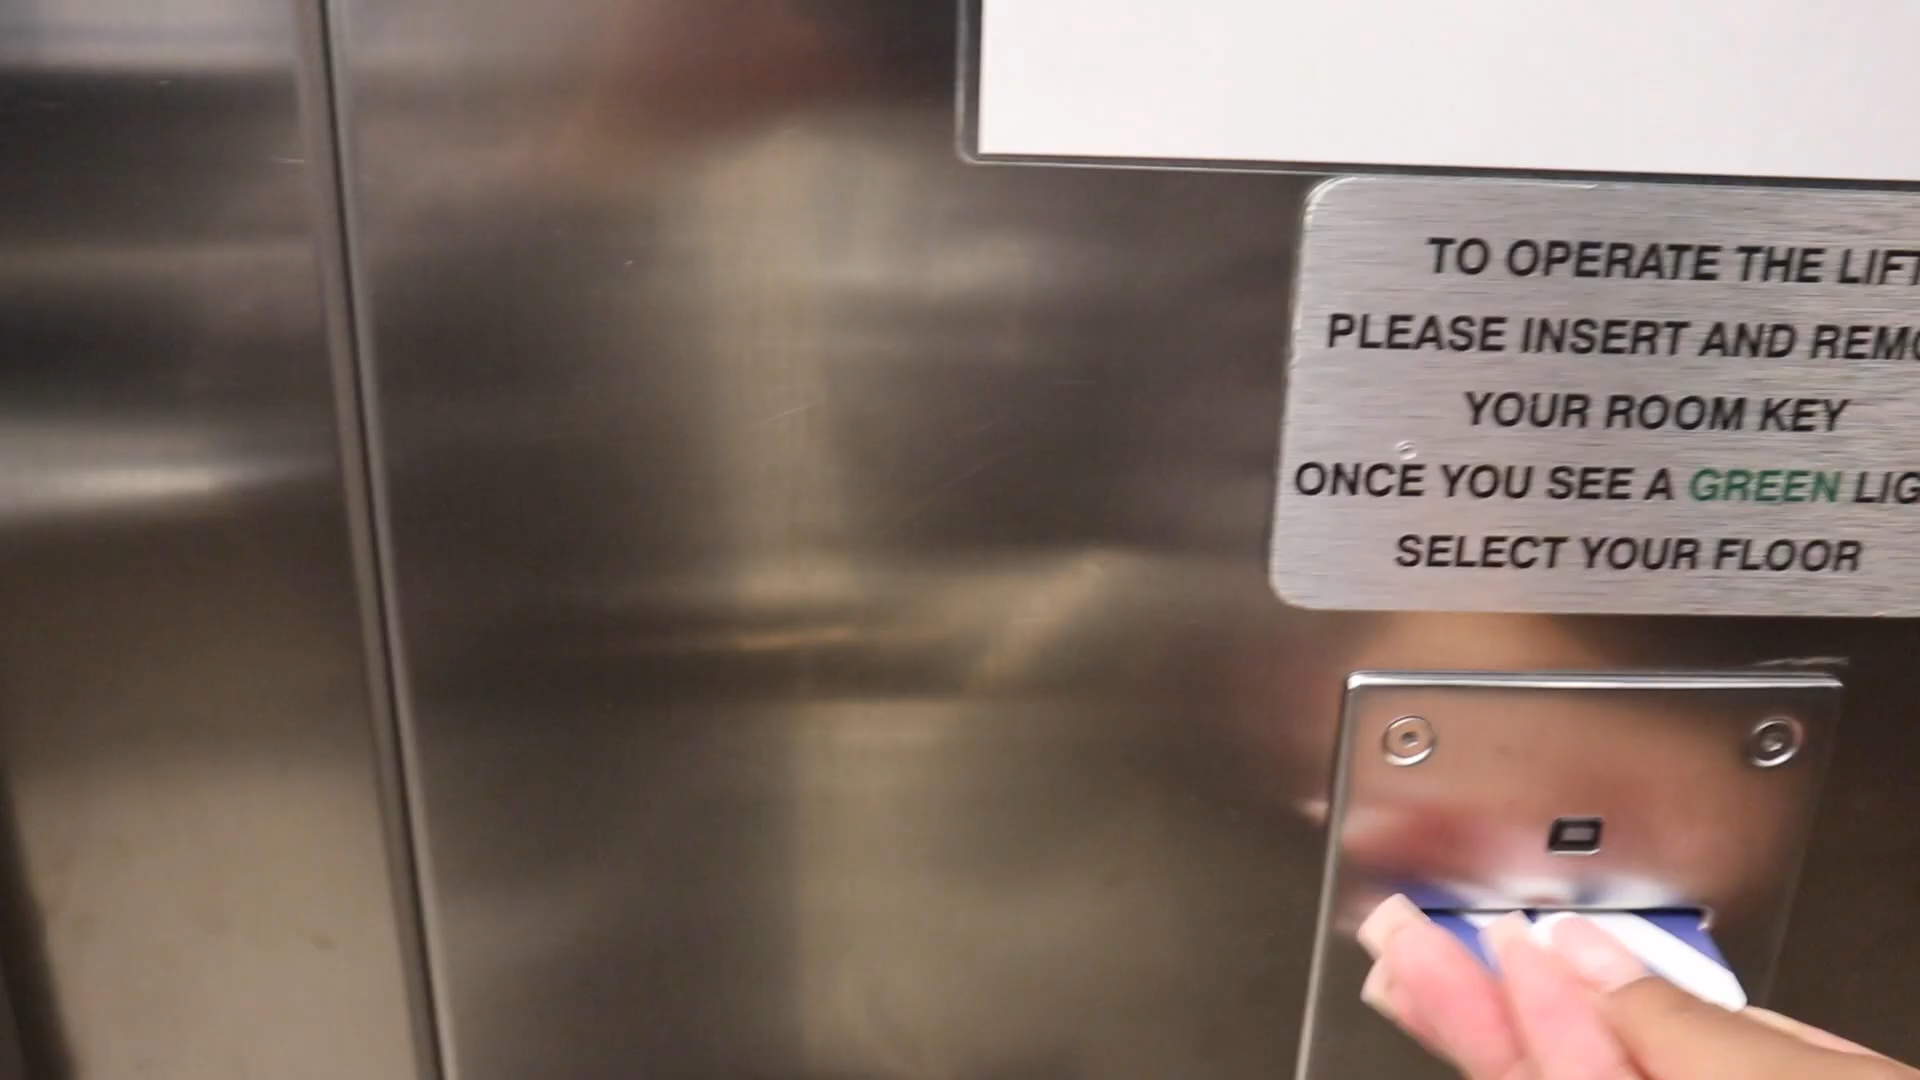 TO OPERATE THE LIFT
PLEASE INSERT AND REMO
YOUR ROOM KEY
ONCE YOU SEE A GREEN LIG
SELECT YOUR FLOOR